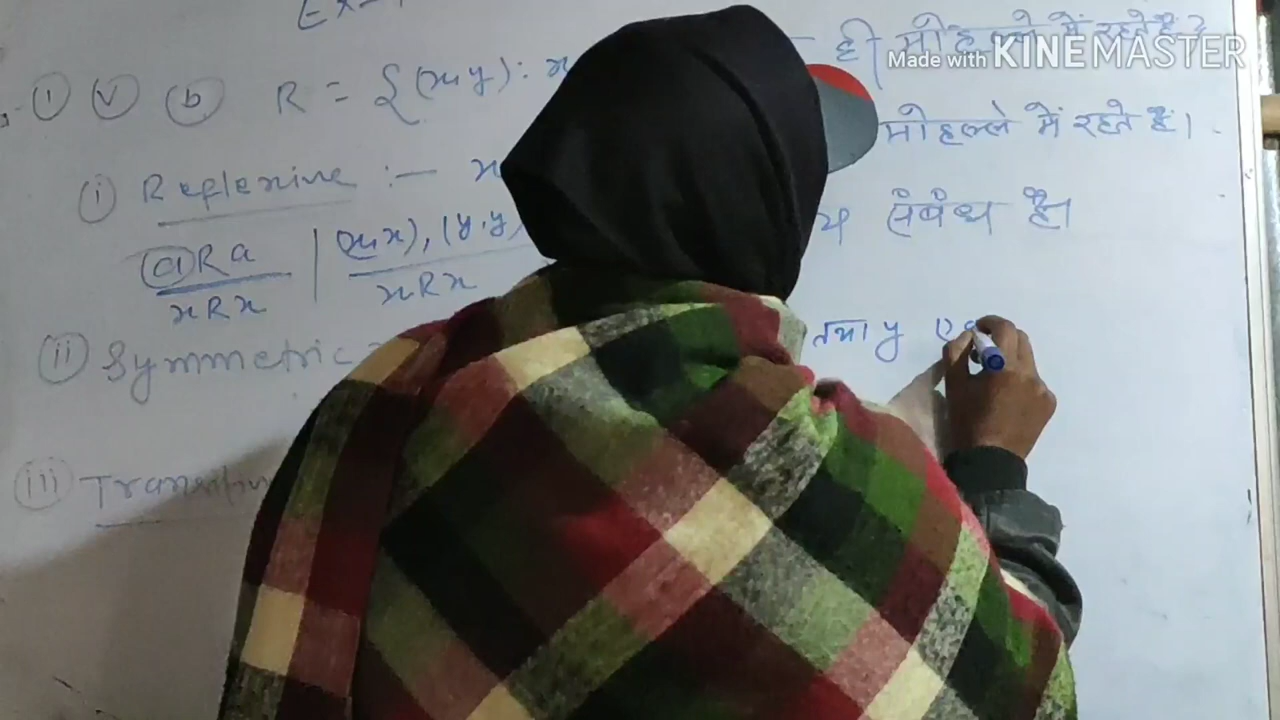 Ex-1
Made with KINEMASTER
① ⓥ ⓑ R = {(x, y): x ही मोहल्ले में रहते हैं }
मोहल्ले में रहते हैं।
ⓘ Reflexive :— x
य संबंध है।
aRa | (x, x), (y, y)
xRx xRx
ⓘⓘ Symmetric तथा y एक
ⓘⓘⓘ Transitive